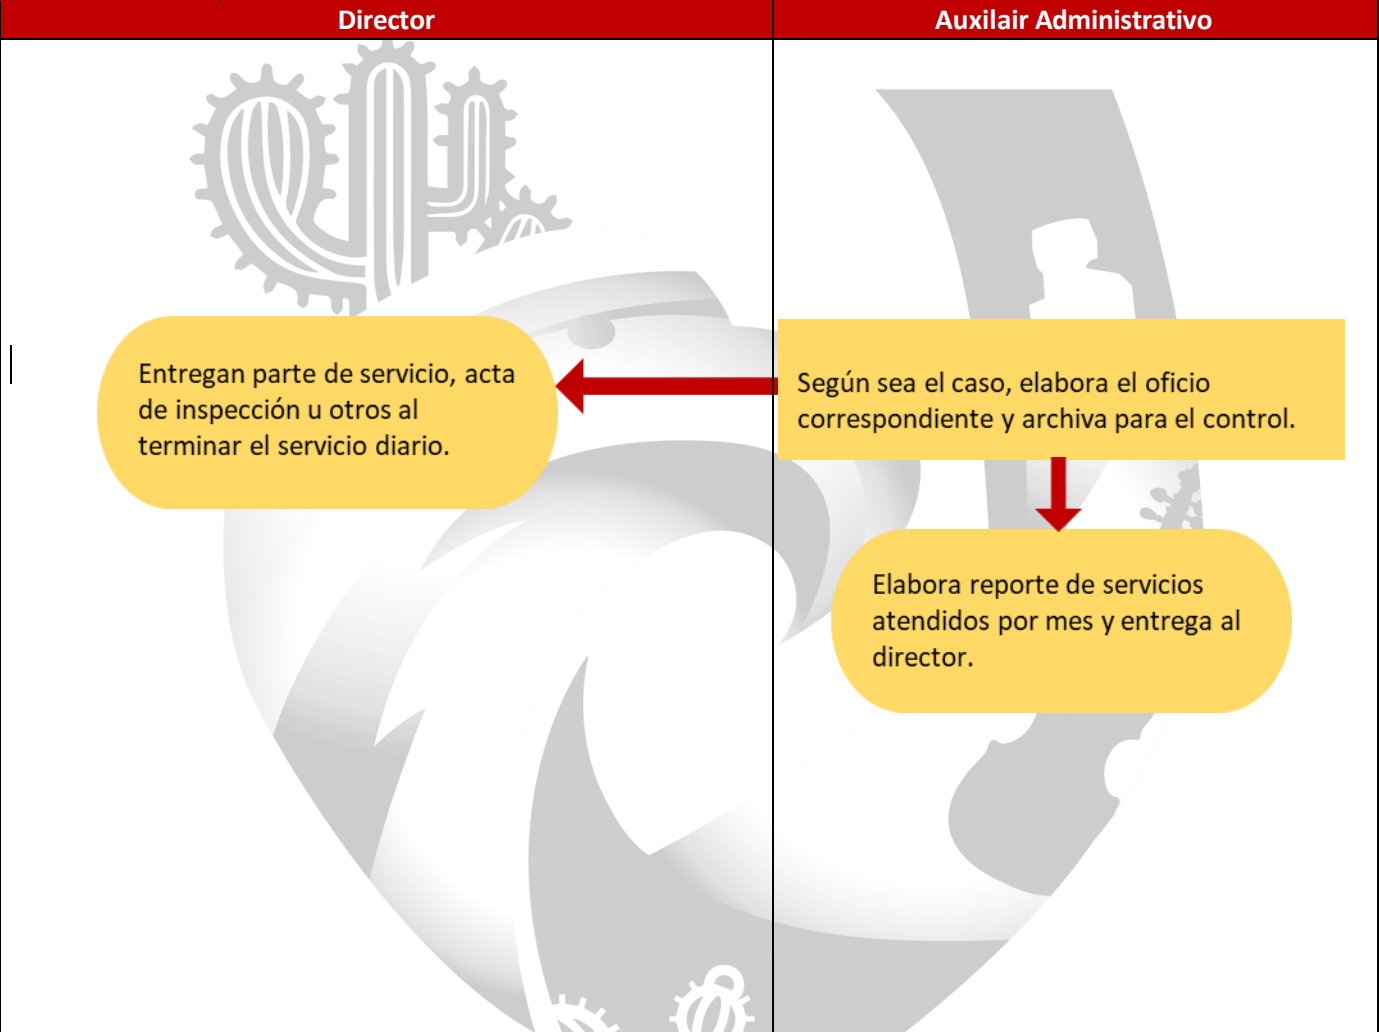 Director
Auxilair Administrativo
Entregan parte de servicio, acta
de inspección u otros al
terminar el servicio diario.
Según sea el caso, elabora el oficio
correspondiente y archiva para el control.
Elabora reporte de servicios
atendidos por mes y entrega al
director.